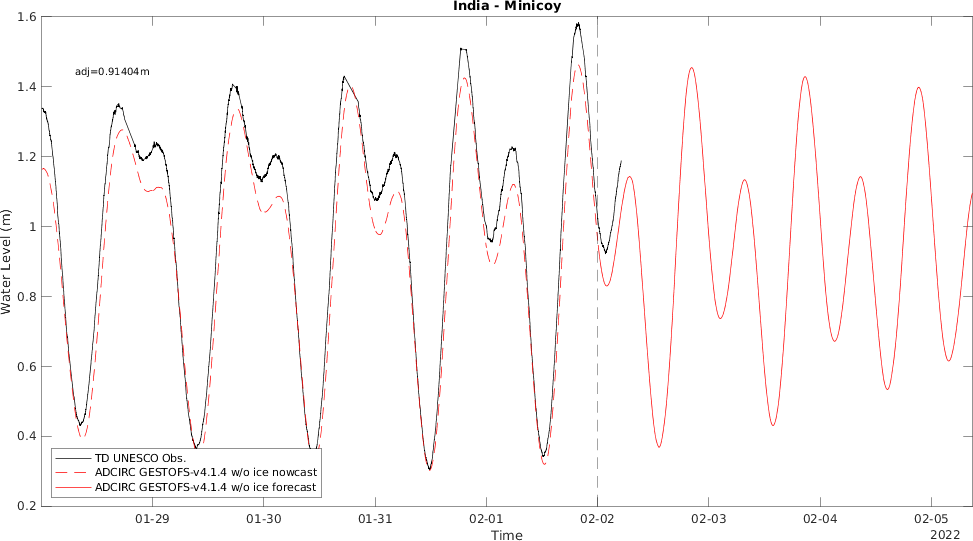 India - Minicoy
1.6
1.4
1.2
1
0.8
0.6
0.4
0.2
Water Level (m)
adj=0.91404m
TD UNESCO Obs.
ADCIRC GESTOFS-v4.1.4 w/o ice nowcast
ADCIRC GESTOFS-v4.1.4 w/o ice forecast
01-29 01-30 01-31 02-01 02-02 02-03 02-04 02-05
Time
2022